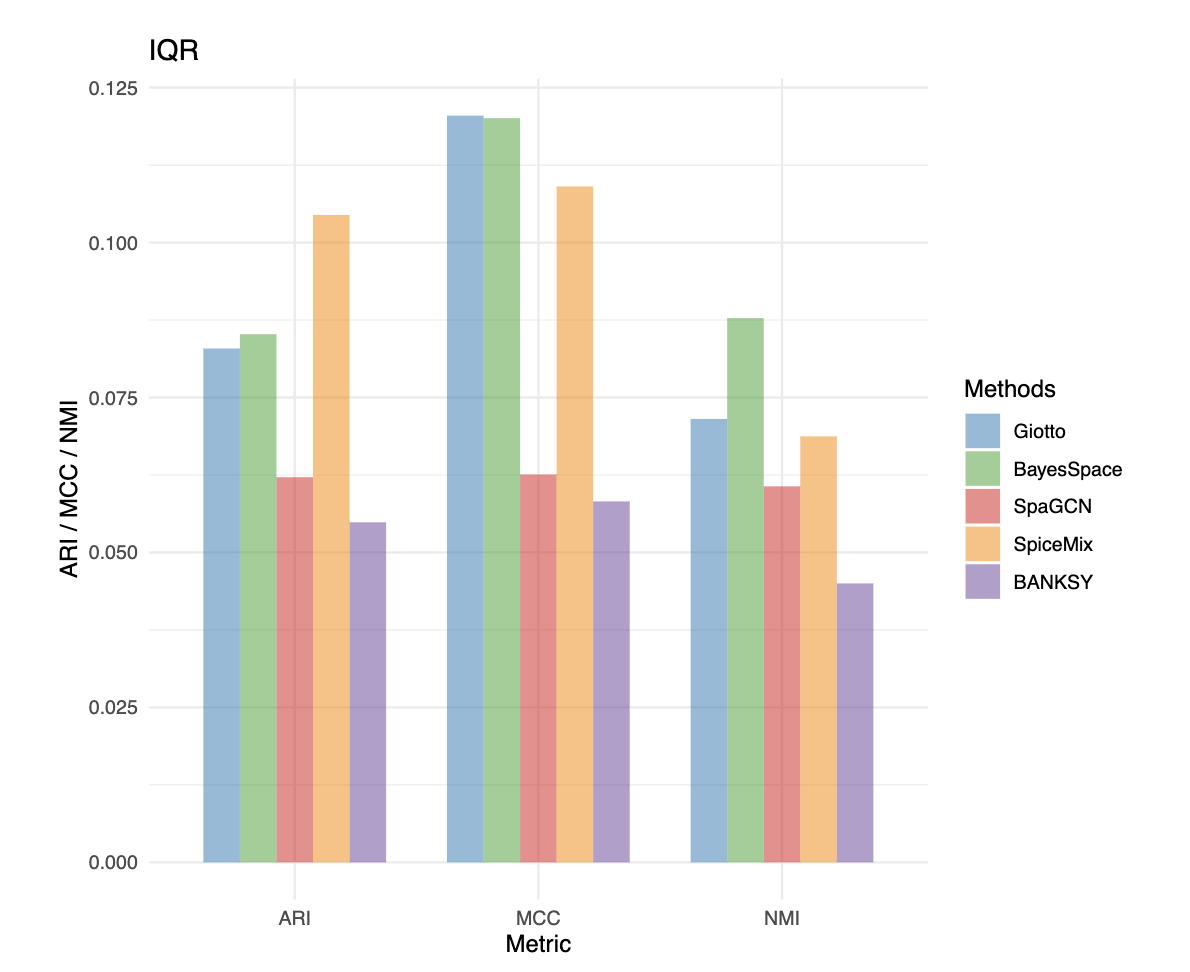 IQR
0.125
0.100
0.075
0.050
0.025
0.000
ARI / MCC / NMI
ARI
MCC
NMI
Metric
Methods
Giotto
BayesSpace
SpaGCN
SpiceMix
BANKSY